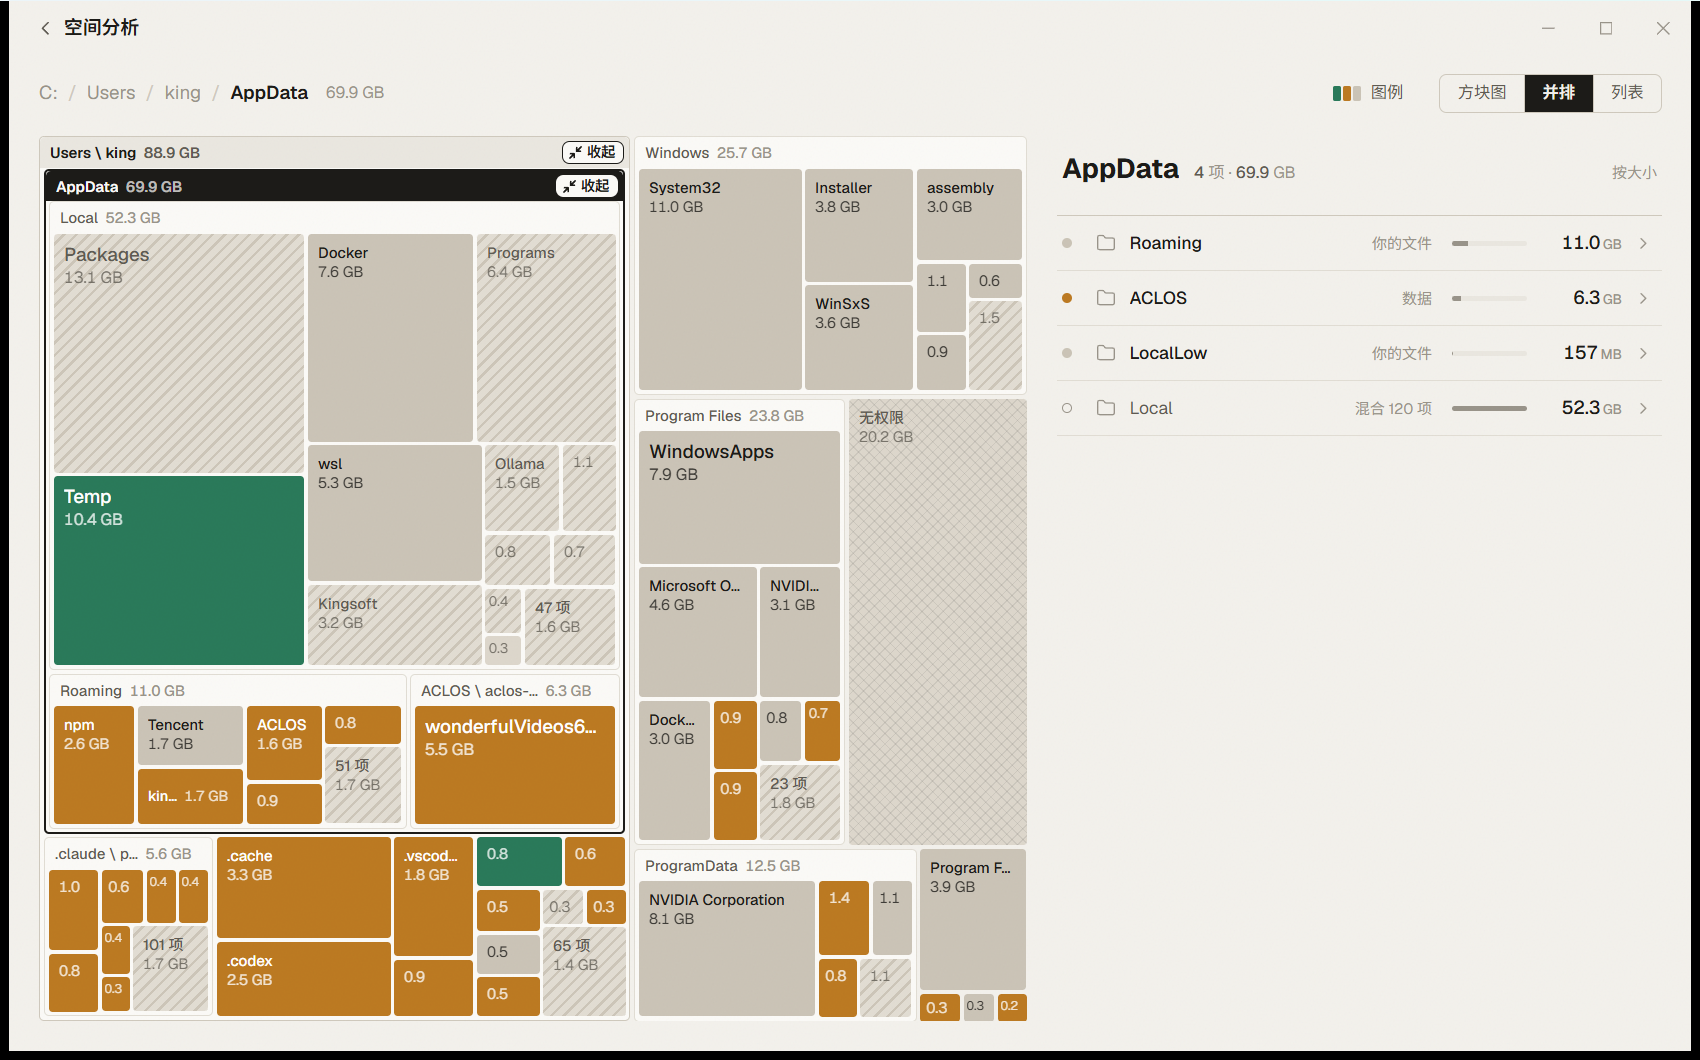 空间分析
C: / Users / king / AppData 69.9 GB
图例
方块图 并排 列表
Users \ king 88.9 GB
收起
AppData 69.9 GB
收起
Local 52.3 GB
Packages
13.1 GB
Docker
7.6 GB
Programs
6.4 GB
Temp
10.4 GB
wsl
5.3 GB
Ollama
1.5 GB
1.1
0.8
0.7
Kingsoft
3.2 GB
0.4
0.3
47 项
1.6 GB
Roaming 11.0 GB
npm
2.6 GB
Tencent
1.7 GB
kin... 1.7 GB
ACLOS
1.6 GB
0.9
0.8
51 项
1.7 GB
ACLOS \ aclos-... 6.3 GB
wonderfulVideos6...
5.5 GB
.claude \ p... 5.6 GB
1.0
0.6
0.4
0.4
0.8
0.4
0.3
101 项
1.7 GB
.cache
3.3 GB
.codex
2.5 GB
.vscod...
1.8 GB
0.9
0.8
0.6
0.5
0.3
0.3
0.5
0.5
65 项
1.4 GB
Windows 25.7 GB
System32
11.0 GB
Installer
3.8 GB
WinSxS
3.6 GB
assembly
3.0 GB
1.1
0.6
1.5
0.9
Program Files 23.8 GB
WindowsApps
7.9 GB
Microsoft O...
4.6 GB
NVIDI...
3.1 GB
Dock...
3.0 GB
0.9
0.8
0.7
0.9
23 项
1.8 GB
无权限
20.2 GB
ProgramData 12.5 GB
NVIDIA Corporation
8.1 GB
1.4
1.1
0.8
1.1
Program F...
3.9 GB
0.3
0.3
0.2
AppData 4 项 · 69.9 GB
按大小
Roaming 你的文件 11.0 GB
ACLOS 数据 6.3 GB
LocalLow 你的文件 157 MB
Local 混合 120 项 52.3 GB